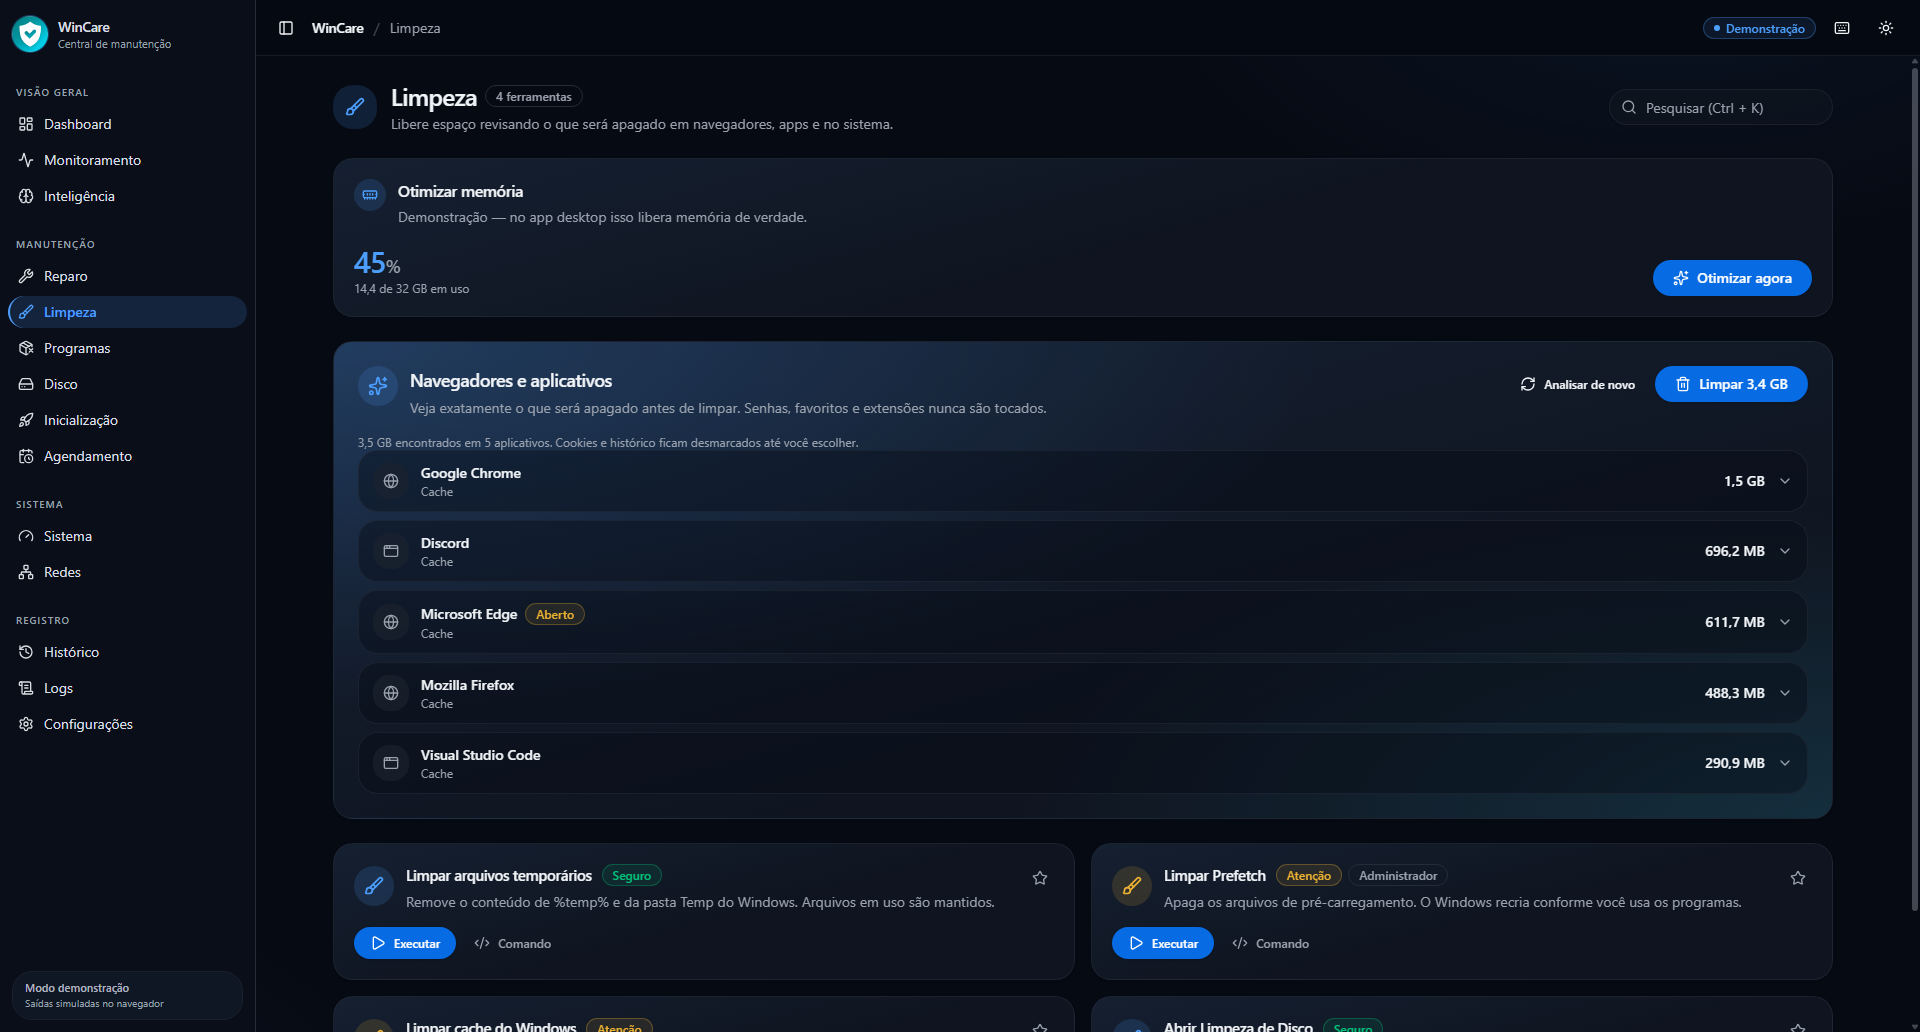 WinCare
Central de manutenção
VISÃO GERAL
Dashboard
Monitoramento
Inteligência
MANUTENÇÃO
Reparo
Limpeza
Programas
Disco
Inicialização
Agendamento
SISTEMA
Sistema
Redes
REGISTRO
Histórico
Logs
Configurações
Modo demonstração
Saídas simuladas no navegador
WinCare / Limpeza
Demonstração
Limpeza 4 ferramentas
Libere espaço revisando o que será apagado em navegadores, apps e no sistema.
Pesquisar (Ctrl + K)
Otimizar memória
Demonstração — no app desktop isso libera memória de verdade.
45%
14,4 de 32 GB em uso
Otimizar agora
Navegadores e aplicativos
Veja exatamente o que será apagado antes de limpar. Senhas, favoritos e extensões nunca são tocados.
Analisar de novo
Limpar 3,4 GB
3,5 GB encontrados em 5 aplicativos. Cookies e histórico ficam desmarcados até você escolher.
Google Chrome
Cache
1,5 GB
Discord
Cache
696,2 MB
Microsoft Edge Aberto
Cache
611,7 MB
Mozilla Firefox
Cache
488,3 MB
Visual Studio Code
Cache
290,9 MB
Limpar arquivos temporários Seguro
Remove o conteúdo de %temp% e da pasta Temp do Windows. Arquivos em uso são mantidos.
Executar
Comando
Limpar Prefetch Atenção Administrador
Apaga os arquivos de pré-carregamento. O Windows recria conforme você usa os programas.
Executar
Comando
Limpar cache do Windows Atenção
Abrir Limpeza de Disco Seguro